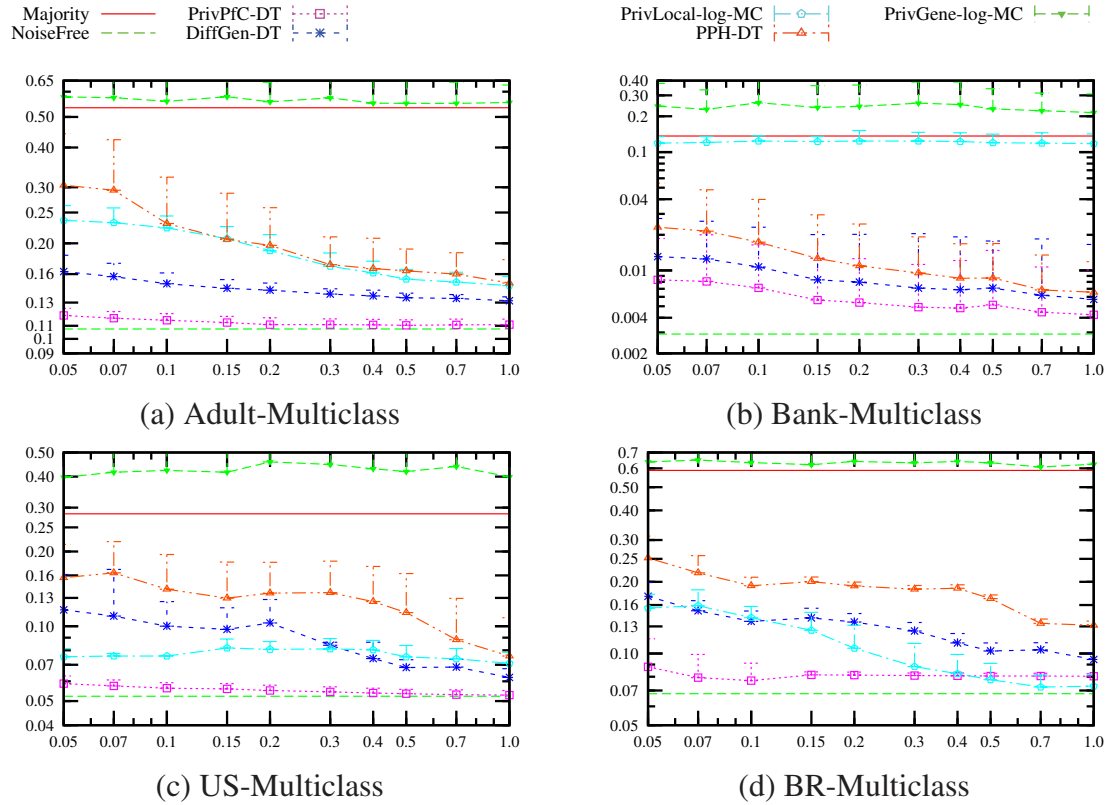 Majority
NoiseFree
PrivPfC-DT
DiffGen-DT
PrivLocal-log-MC
PPH-DT
PrivGene-log-MC
0.65
0.50
0.40
0.30
0.25
0.20
0.16
0.13
0.11
0.1
0.09
0.05 0.07 0.1 0.15 0.2 0.3 0.4 0.5 0.7 1.0
(a) Adult-Multiclass
0.40
0.30
0.2
0.1
0.04
0.01
0.004
0.002
0.05 0.07 0.1 0.15 0.2 0.3 0.4 0.5 0.7 1.0
(b) Bank-Multiclass
0.50
0.40
0.30
0.25
0.20
0.16
0.13
0.10
0.07
0.05
0.04
0.05 0.07 0.1 0.15 0.2 0.3 0.4 0.5 0.7 1.0
(c) US-Multiclass
0.7
0.6
0.50
0.40
0.30
0.25
0.20
0.16
0.13
0.10
0.07
0.05
0.05 0.07 0.1 0.15 0.2 0.3 0.4 0.5 0.7 1.0
(d) BR-Multiclass